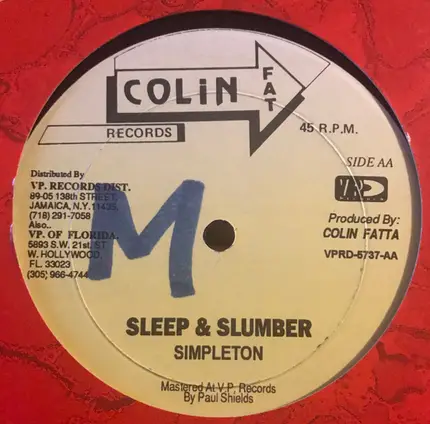 COLIN FAT
RECORDS
45 R.P.M.
SIDE AA
Distributed By
VP. RECORDS DIST.
89-05 138th STREET,
JAMAICA, N.Y. 11435.
(718) 291-7058
Also..
VP. OF FLORIDA.
5893 S.W. 21st. ST
W. HOLLYWOOD,
FL. 33023
(305) 966-4744
VP
Produced By:
COLIN FATTA
VPRD-5737-AA
M
SLEEP & SLUMBER
SIMPLETON
Mastered At V.P. Records
By Paul Shields